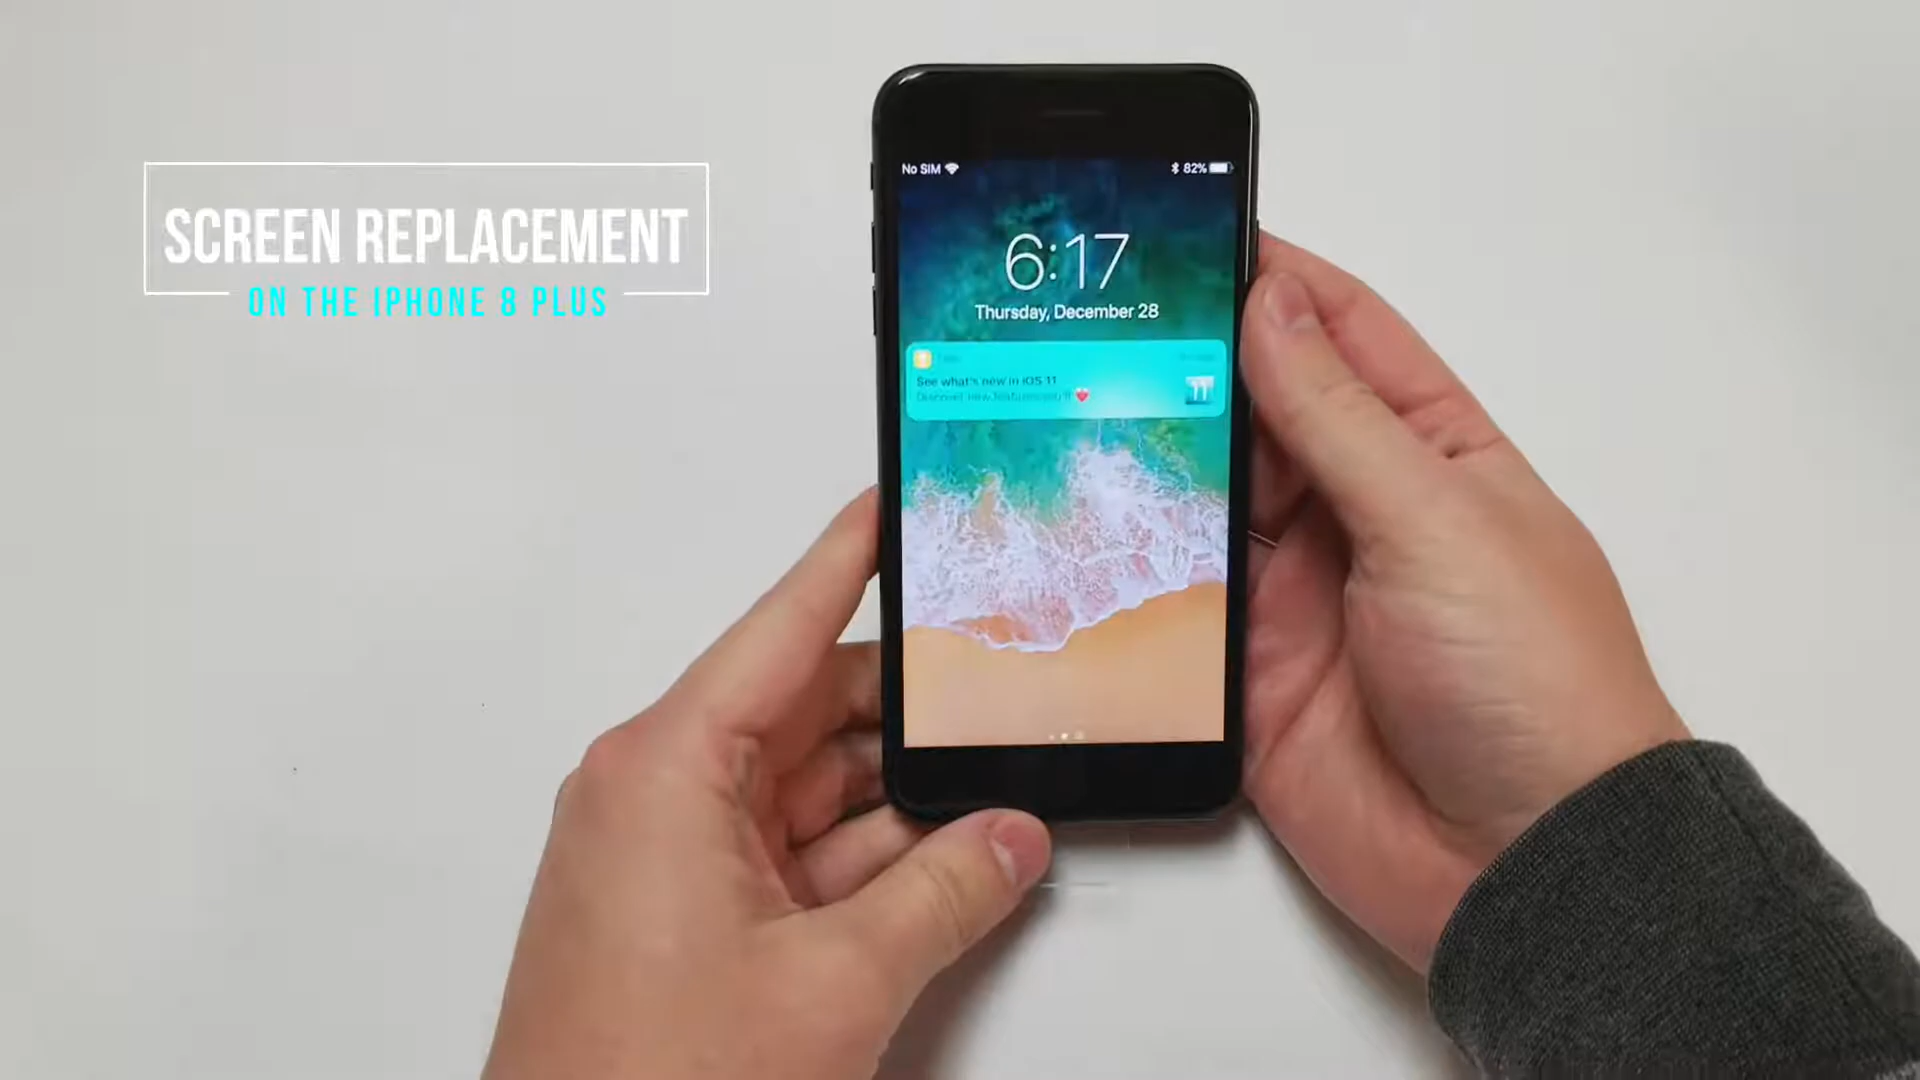 SCREEN REPLACEMENT
ON THE IPHONE 8 PLUS
No SIM
82%
6:17
Thursday, December 28
See what's new in iOS 11
11